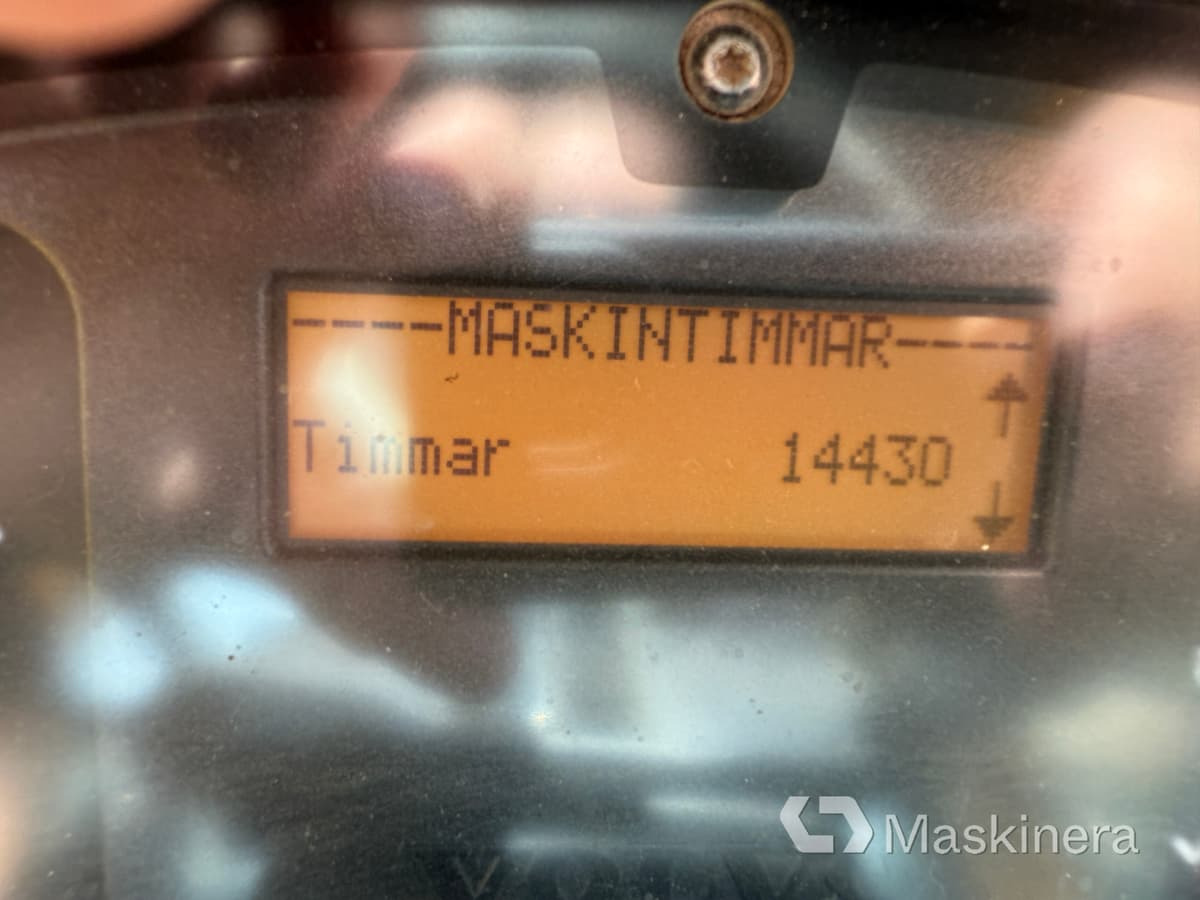 ----MASKINTIMMAR----
Timmar 14430
Maskinera